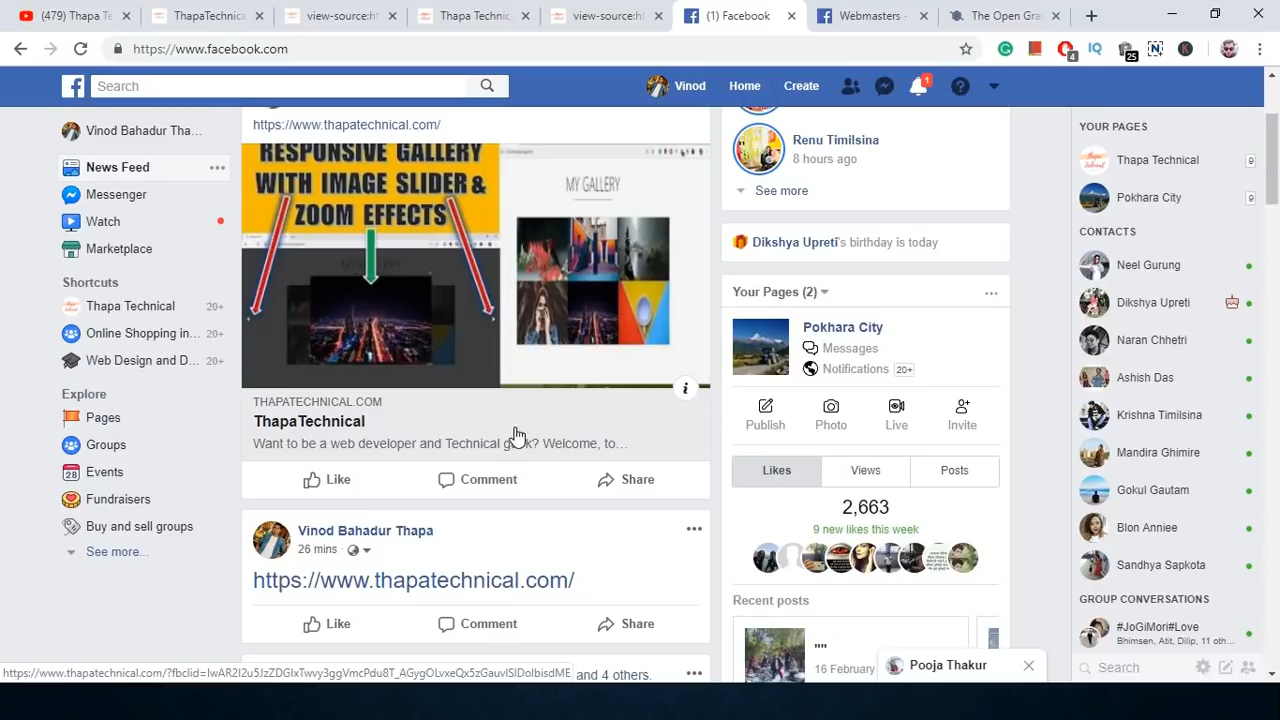 (479) Thapa Te
ThapaTechnica
view-source:ht
Thapa Technic
view-source:ht
(1) Facebook
Webmasters -
The Open Gra
https://www.facebook.com
4
25
Search
Vinod
Home
Create
1
Vinod Bahadur Tha...
News Feed
Messenger
Watch
Marketplace
Shortcuts
Thapa Technical 20+
Online Shopping in... 20+
Web Design and D... 20+
Explore
Pages
Groups
Events
Fundraisers
Buy and sell groups
See more...
https://www.thapatechnical.com/
RESPONSIVE GALLERY
WITH IMAGE SLIDER &
ZOOM EFFECTS
MY GALLERY
THAPATECHNICAL.COM
ThapaTechnical
Want to be a web developer and Technical geek? Welcome, to...
Like Comment Share
Vinod Bahadur Thapa
26 mins
https://www.thapatechnical.com/
Like Comment Share
and 4 others.
https://www.thapatechnical.com/?fbclid=
Renu Timilsina
8 hours ago
See more
Dikshya Upreti's birthday is today
Your Pages (2)
Pokhara City
Messages
Notifications 20+
Publish Photo Live Invite
Likes Views Posts
2,663
9 new likes this week
Recent posts
""
16 February
Pooja Thakur
YOUR PAGES
Thapa Technical 9
Pokhara City 9
CONTACTS
Neel Gurung
Dikshya Upreti
Naran Chhetri
Ashish Das
Krishna Timilsina
Mandira Ghimire
Gokul Gautam
Blon Anniee
Sandhya Sapkota
GROUP CONVERSATIONS
#JoGiMori#Love
Bhimsen, Atit, Dilip, 11 oth...
Search